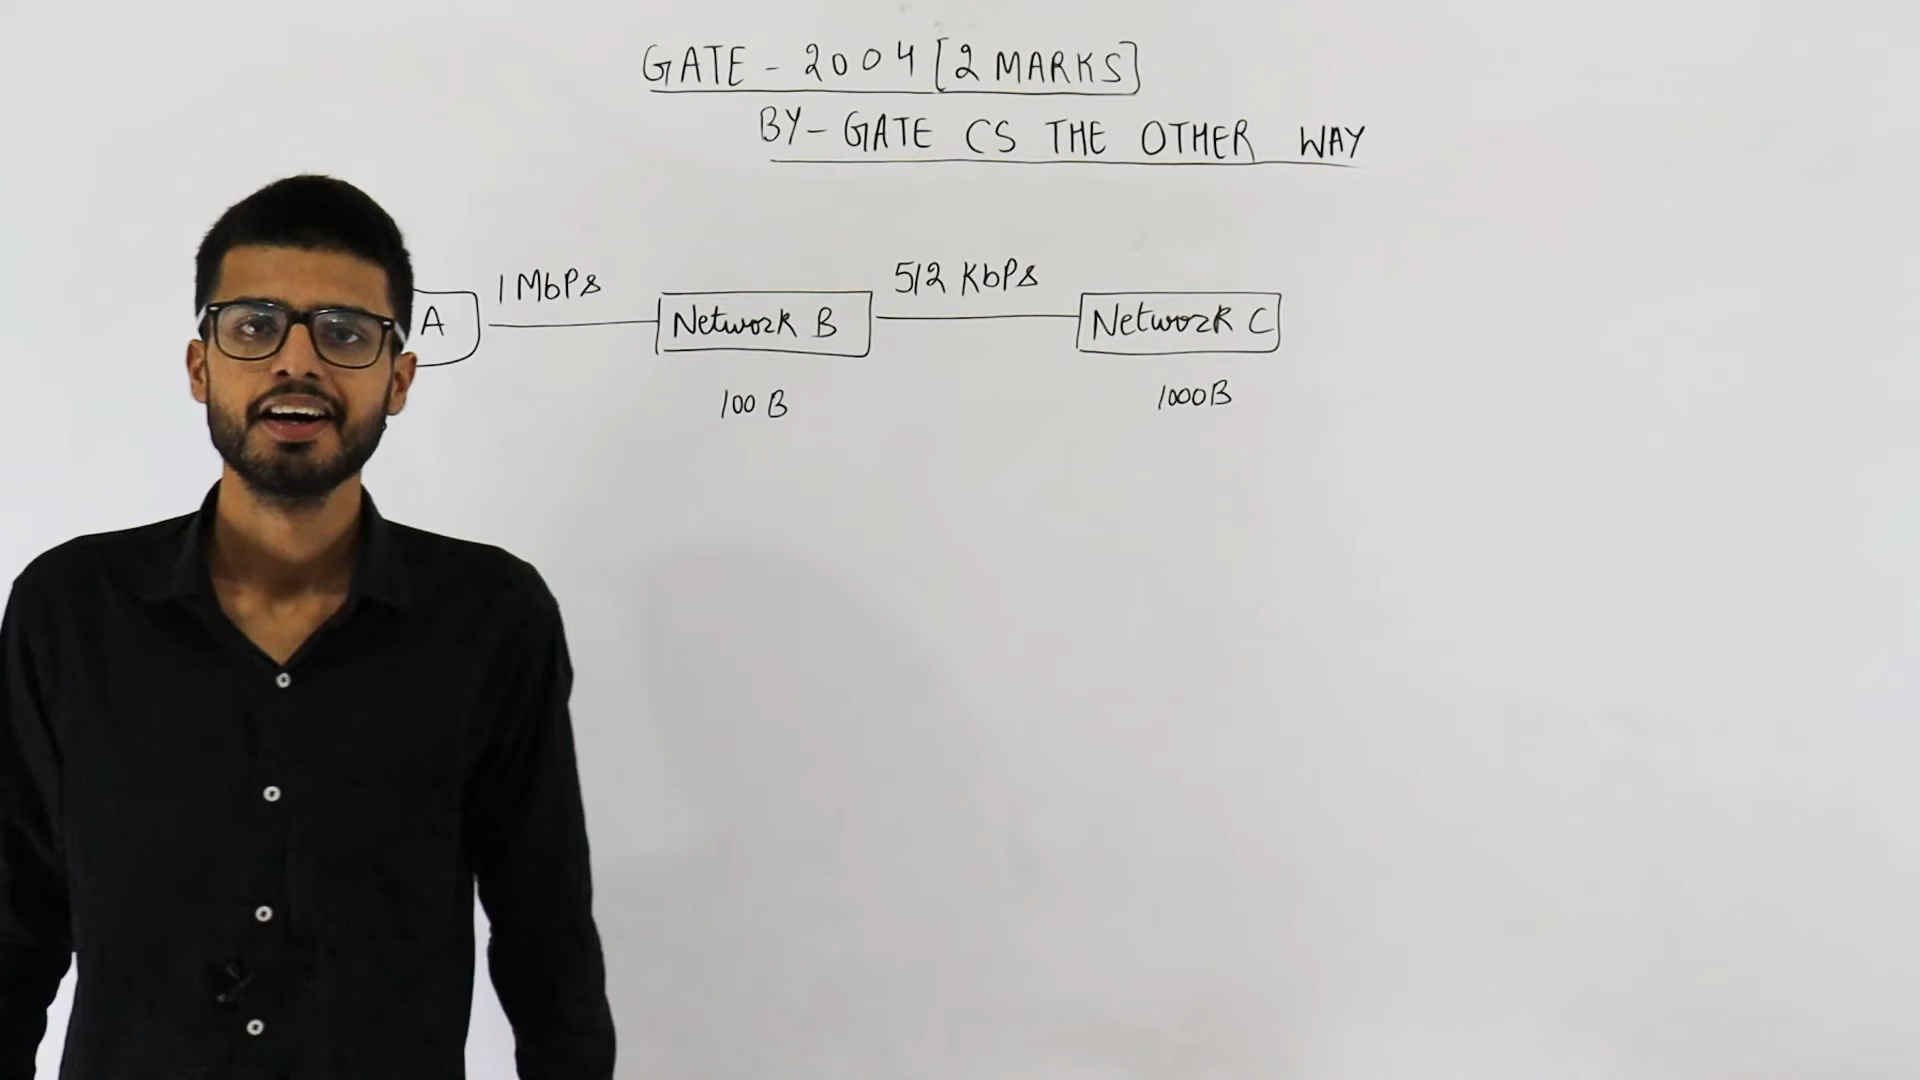 GATE - 2004 [2 MARKS]
BY - GATE CS THE OTHER WAY
1 MbPs
512 KbPs
A
Network B
Network C
100 B
1000B